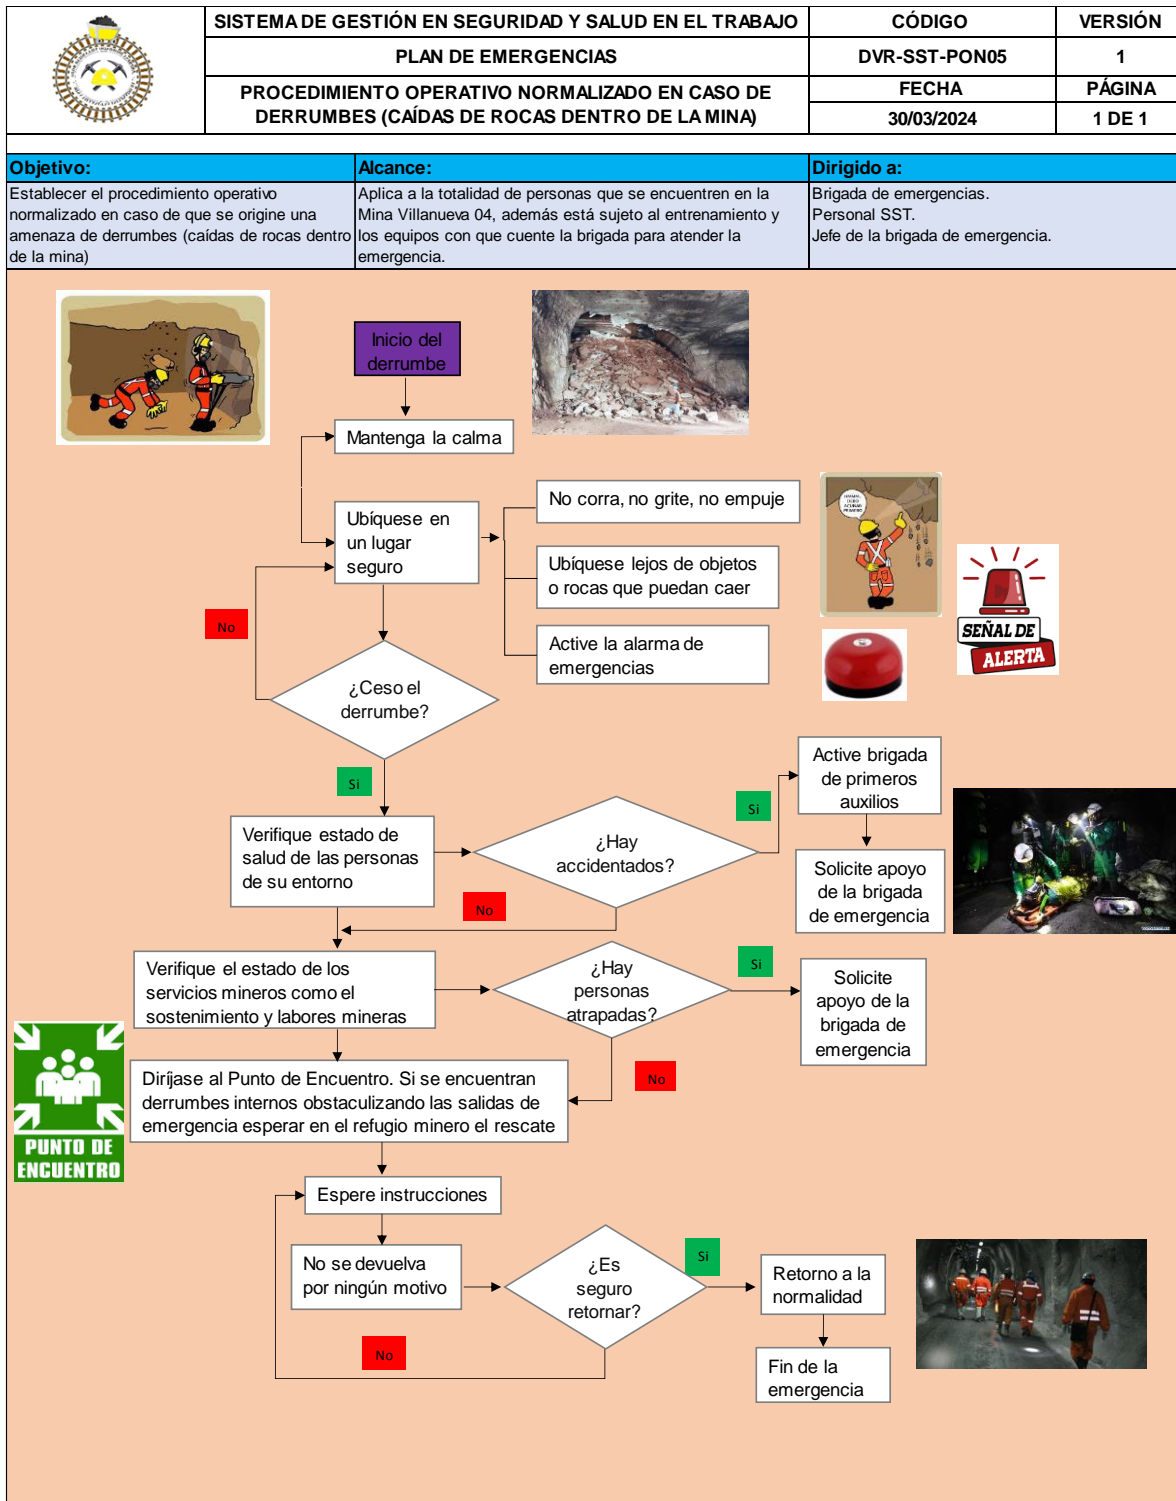 SISTEMA DE GESTIÓN EN SEGURIDAD Y SALUD EN EL TRABAJO
CÓDIGO
VERSIÓN
PLAN DE EMERGENCIAS
DVR-SST-PON05
1
PROCEDIMIENTO OPERATIVO NORMALIZADO EN CASO DE
DERRUMBES (CAÍDAS DE ROCAS DENTRO DE LA MINA)
FECHA
PÁGINA
30/03/2024
1 DE 1
Objetivo:
Alcance:
Dirigido a:
Establecer el procedimiento operativo
normalizado en caso de que se origine una
amenaza de derrumbes (caídas de rocas dentro
de la mina)
Aplica a la totalidad de personas que se encuentren en la
Mina Villanueva 04, además está sujeto al entrenamiento y
los equipos con que cuente la brigada para atender la
emergencia.
Brigada de emergencias.
Personal SST.
Jefe de la brigada de emergencia.
Inicio del
derrumbe
Mantenga la calma
Ubíquese en
un lugar
seguro
No corra, no grite, no empuje
Ubíquese lejos de objetos
o rocas que puedan caer
Active la alarma de
emergencias
SEÑAL DE
ALERTA
No
¿Ceso el
derrumbe?
Si
Verifique estado de
salud de las personas
de su entorno
¿Hay
accidentados?
Si
Active brigada
de primeros
auxilios
Solicite apoyo
de la brigada
de emergencia
No
Verifique el estado de los
servicios mineros como el
sostenimiento y labores mineras
¿Hay
personas
atrapadas?
Si
Solicite
apoyo de la
brigada de
emergencia
No
PUNTO DE
ENCUENTRO
Diríjase al Punto de Encuentro. Si se encuentran
derrumbes internos obstaculizando las salidas de
emergencia esperar en el refugio minero el rescate
Espere instrucciones
No se devuelva
por ningún motivo
¿Es
seguro
retornar?
Si
Retorno a la
normalidad
No
Fin de la
emergencia